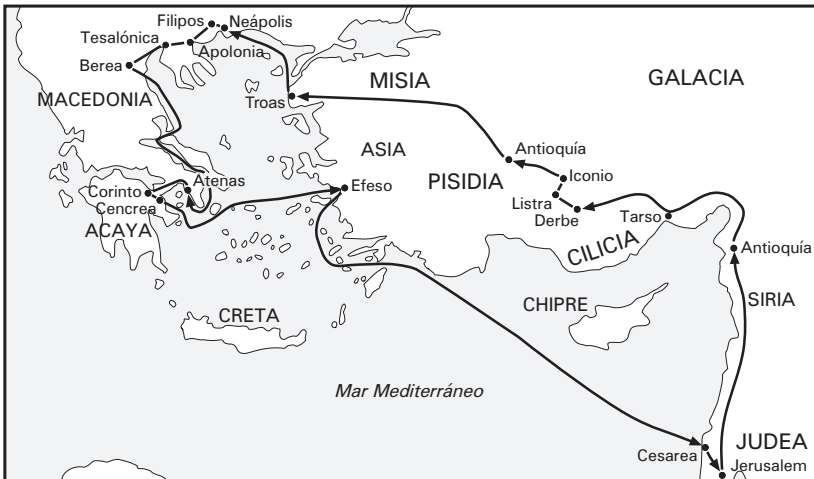 Filipos
Neápolis
Tesalónica
Apolonia
Berea
MISIA
GALACIA
MACEDONIA
Troas
ASIA
Antioquía
Iconio
PISIDIA
Atenas
Efeso
Corinto
Listra
Cencrea
Derbe
Tarso
ACAYA
CILICIA
Antioquía
CRETA
CHIPRE
SIRIA
Mar Mediterráneo
JUDEA
Cesarea
Jerusalem